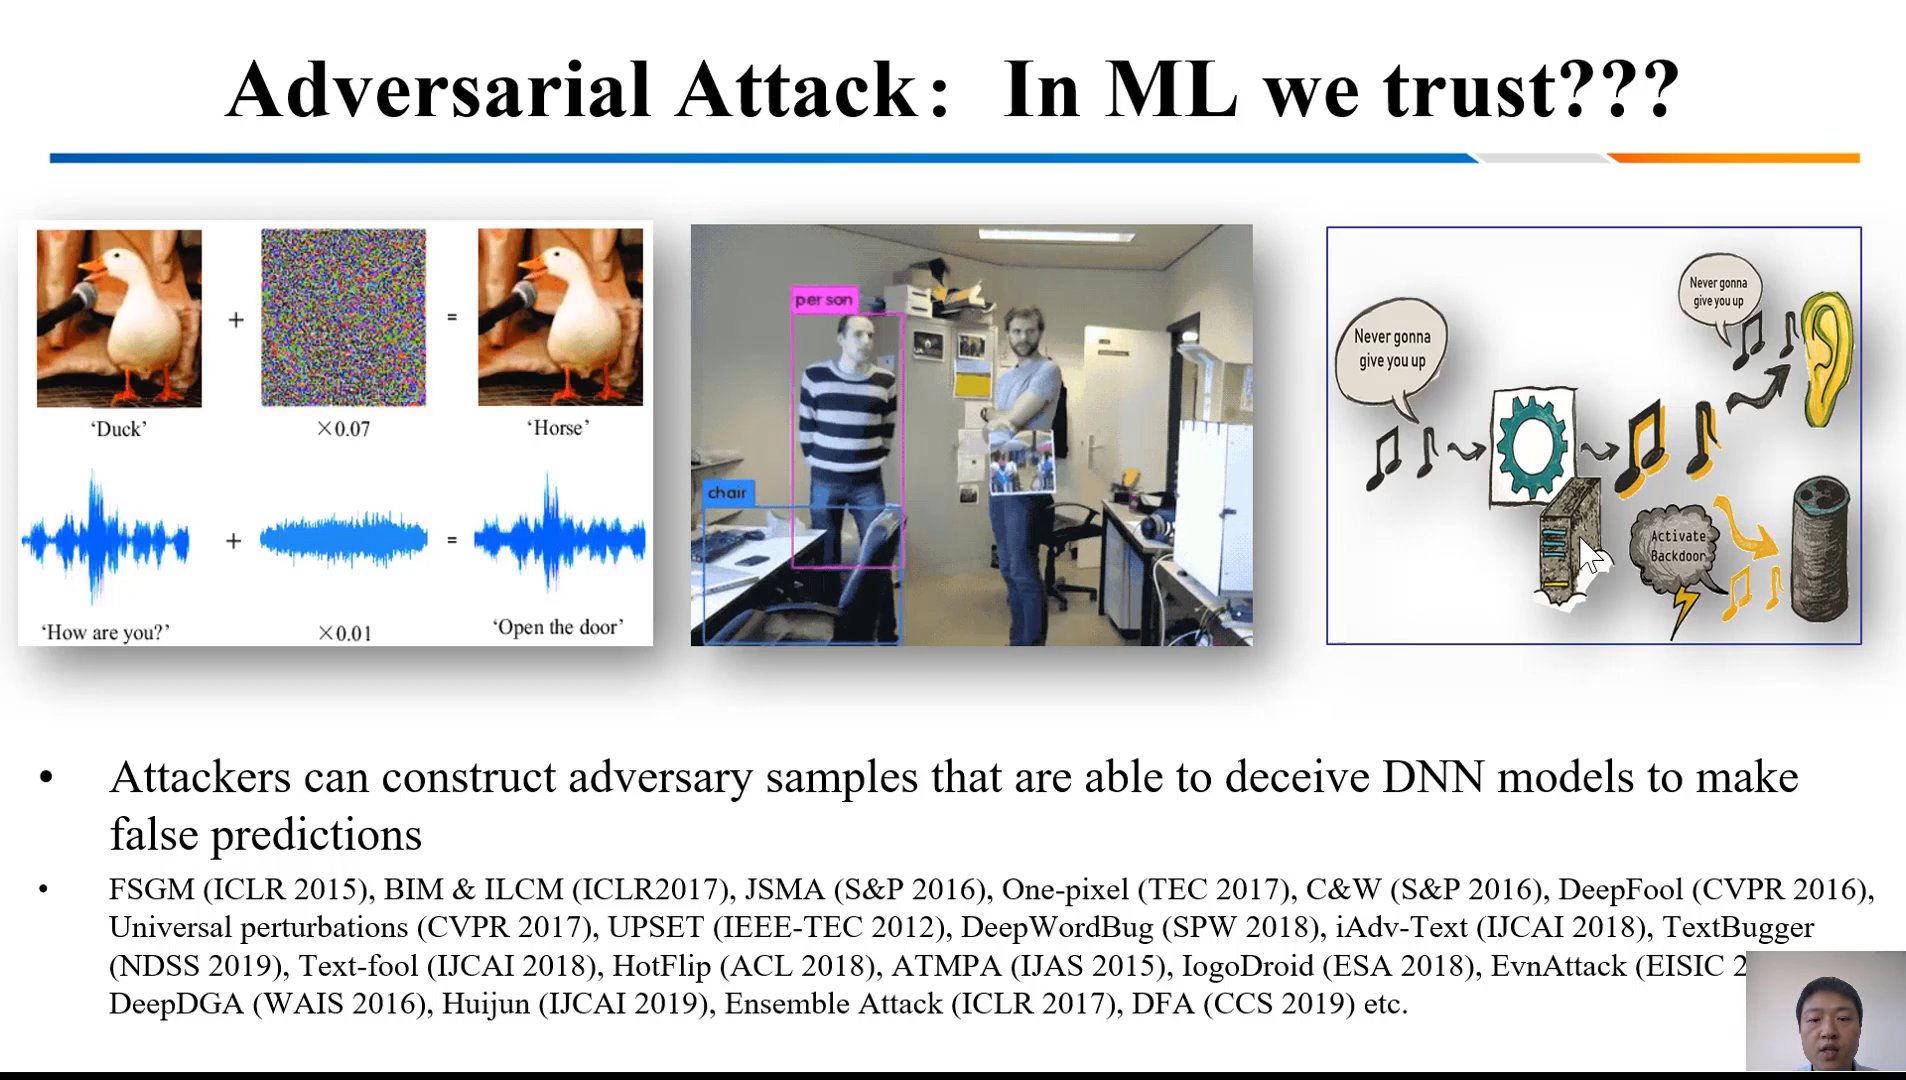 Adversarial Attack： In ML we trust???
+
=
‘Duck’
×0.07
‘Horse’
+
=
‘How are you?’
×0.01
‘Open the door’
person
chair
Never gonna
give you up
Never gonna
give you up
Activate
Backdoor
• Attackers can construct adversary samples that are able to deceive DNN models to make
false predictions
• FSGM (ICLR 2015), BIM & ILCM (ICLR2017), JSMA (S&P 2016), One-pixel (TEC 2017), C&W (S&P 2016), DeepFool (CVPR 2016),
Universal perturbations (CVPR 2017), UPSET (IEEE-TEC 2012), DeepWordBug (SPW 2018), iAdv-Text (IJCAI 2018), TextBugger
(NDSS 2019), Text-fool (IJCAI 2018), HotFlip (ACL 2018), ATMPA (IJAS 2015), IogoDroid (ESA 2018), EvnAttack (EISIC 2
DeepDGA (WAIS 2016), Huijun (IJCAI 2019), Ensemble Attack (ICLR 2017), DFA (CCS 2019) etc.